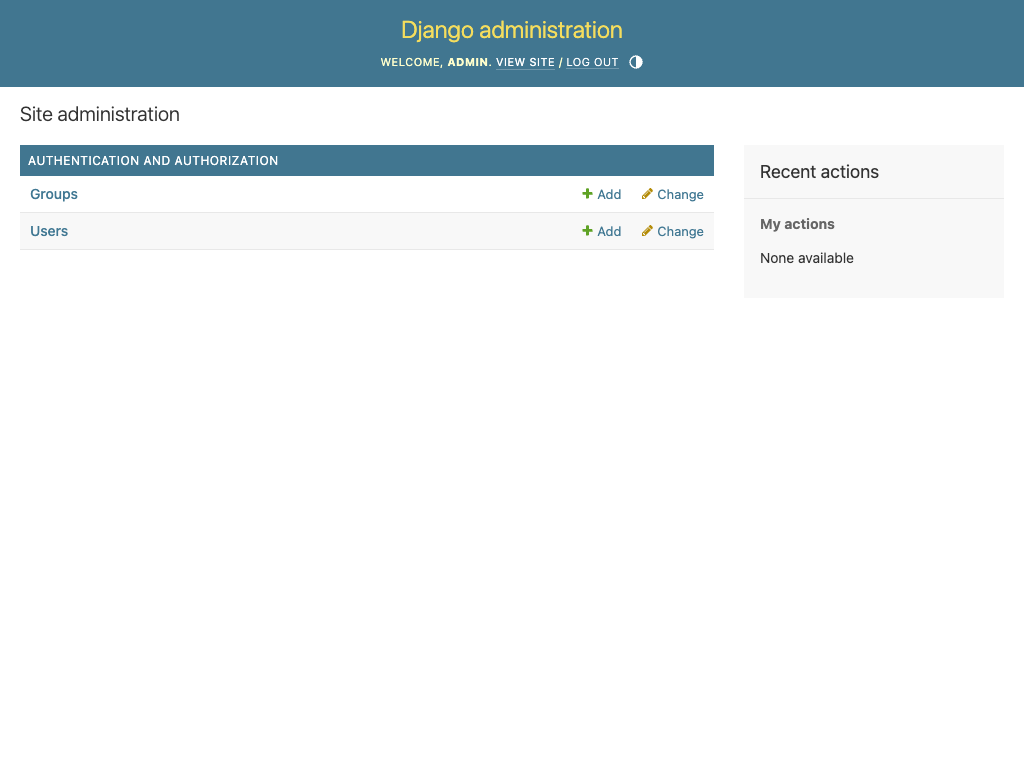 Django administration
WELCOME, ADMIN. VIEW SITE / LOG OUT
Site administration
AUTHENTICATION AND AUTHORIZATION
Groups Add Change
Users Add Change
Recent actions
My actions
None available